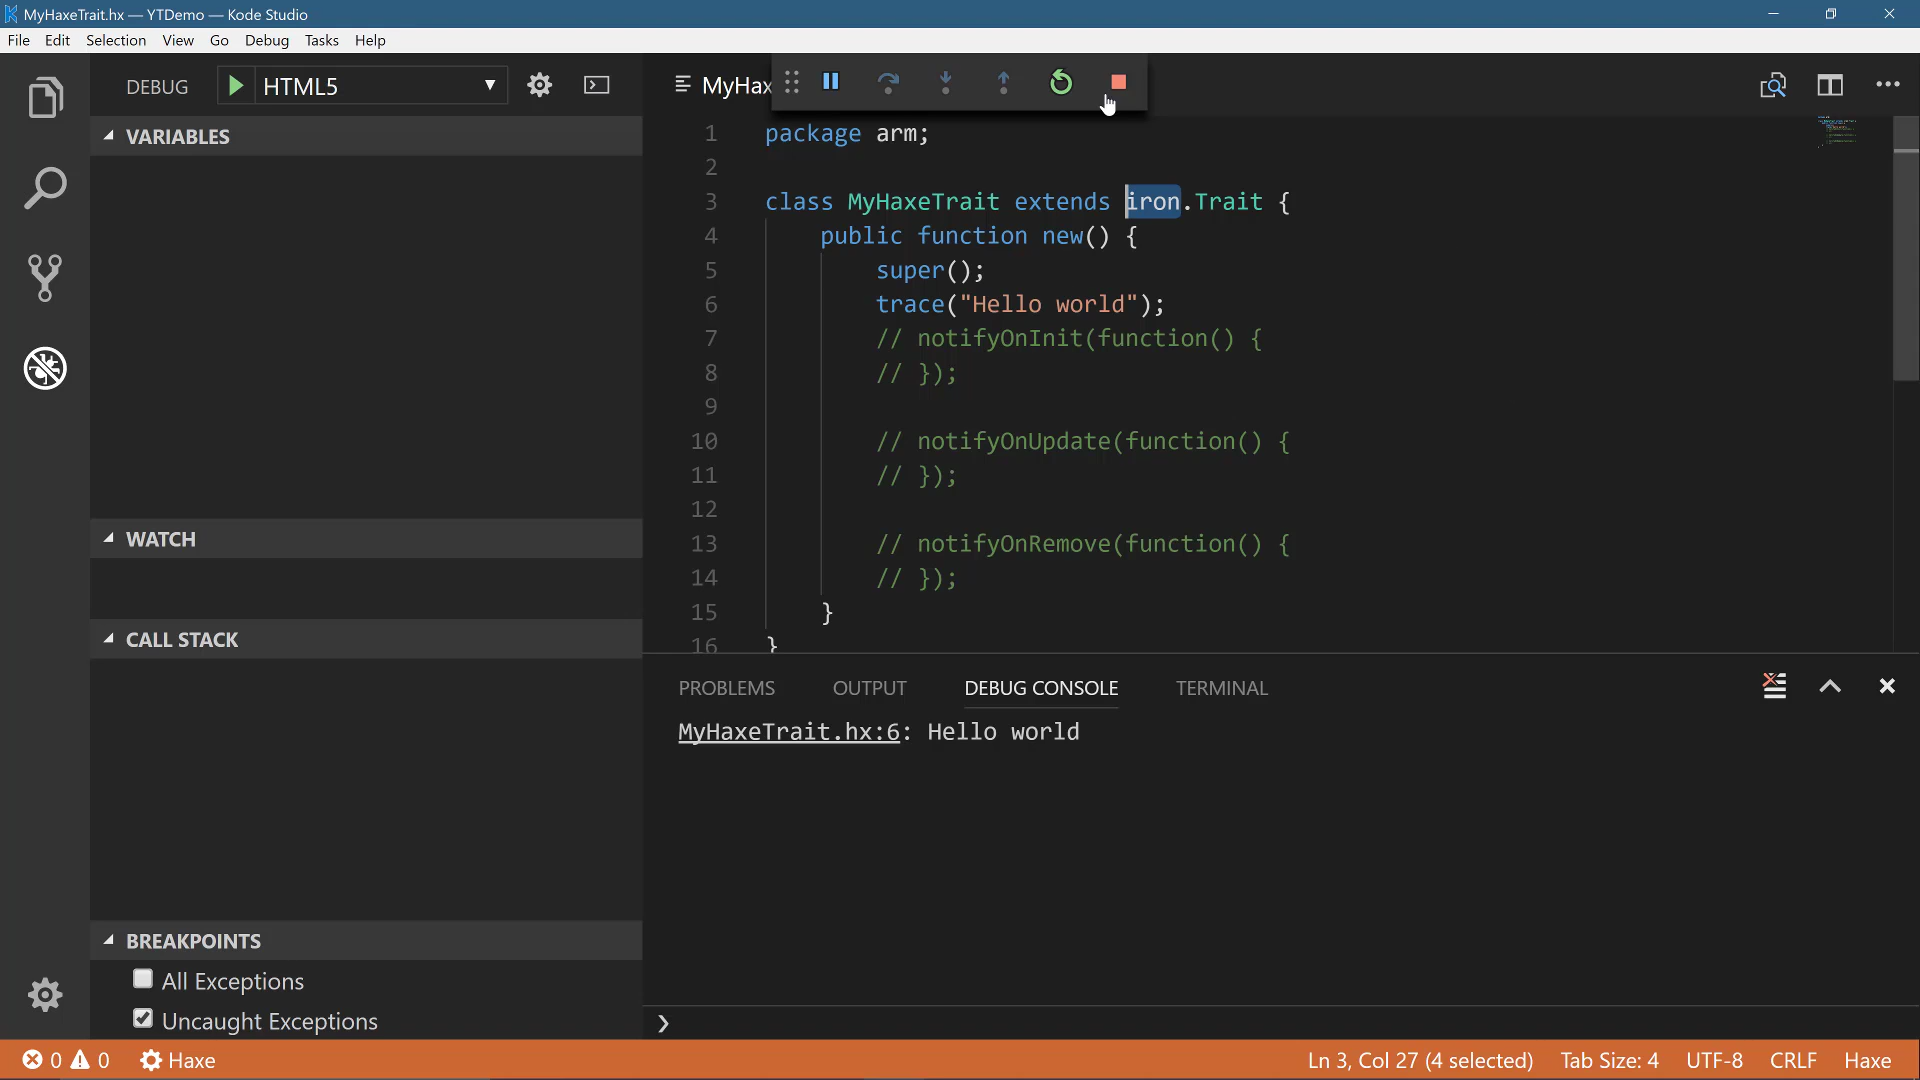 MyHaxeTrait.hx — YTDemo — Kode Studio
File Edit Selection View Go Debug Tasks Help
DEBUG HTML5
MyHax
VARIABLES
1 package arm;
2
3 class MyHaxeTrait extends iron.Trait {
4 public function new() {
5 super();
6 trace("Hello world");
7 // notifyOnInit(function() {
8 // });
9
10 // notifyOnUpdate(function() {
11 // });
12
13 // notifyOnRemove(function() {
14 // });
15 }
16 }
WATCH
CALL STACK
PROBLEMS OUTPUT DEBUG CONSOLE TERMINAL
MyHaxeTrait.hx:6: Hello world
BREAKPOINTS
All Exceptions
Uncaught Exceptions
0 0 Haxe Ln 3, Col 27 (4 selected) Tab Size: 4 UTF-8 CRLF Haxe